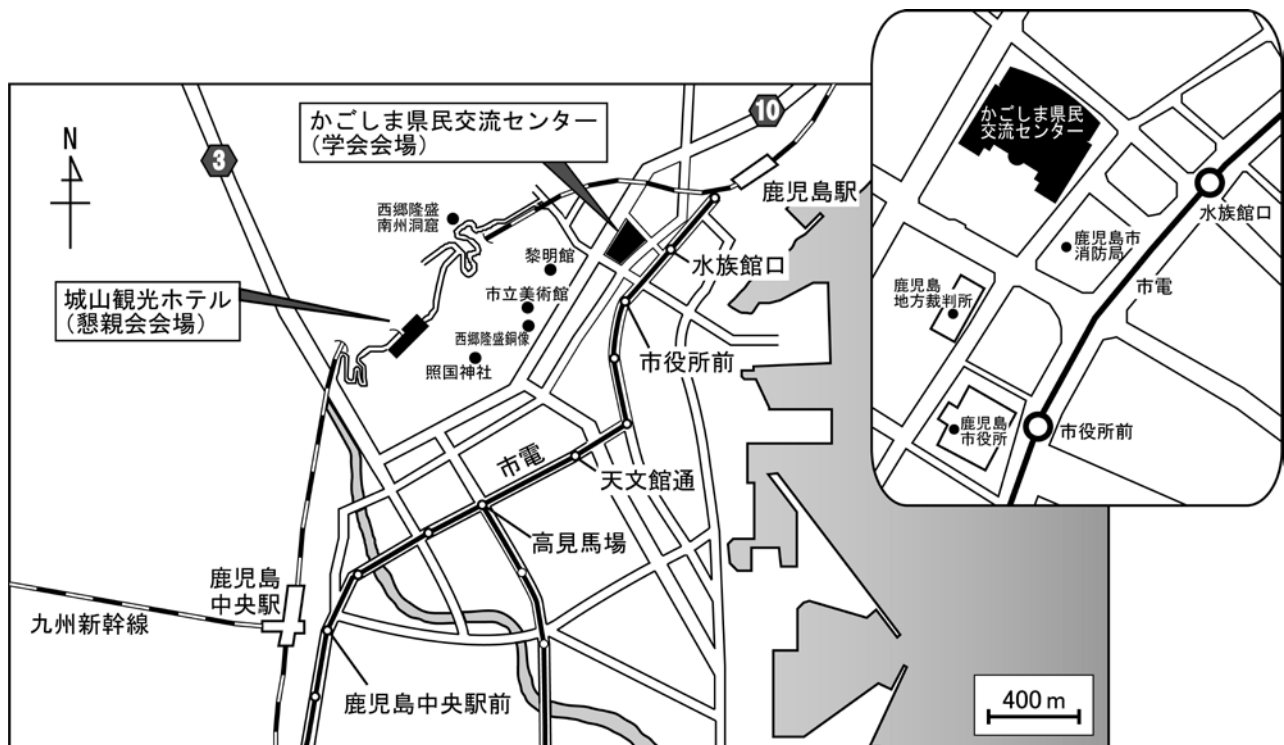 かごしま県民交流センター
(学会会場)
10
N
3
鹿児島駅
西郷隆盛
南州洞窟
黎明館
水族館口
城山観光ホテル
(懇親会会場)
市立美術館
西郷隆盛銅像
照国神社
市役所前
市電
天文館通
高見馬場
鹿児島
中央駅
九州新幹線
鹿児島中央駅前
400 m
かごしま県民
交流センター
水族館口
鹿児島市
消防局
市電
鹿児島
地方裁判所
鹿児島
市役所
市役所前